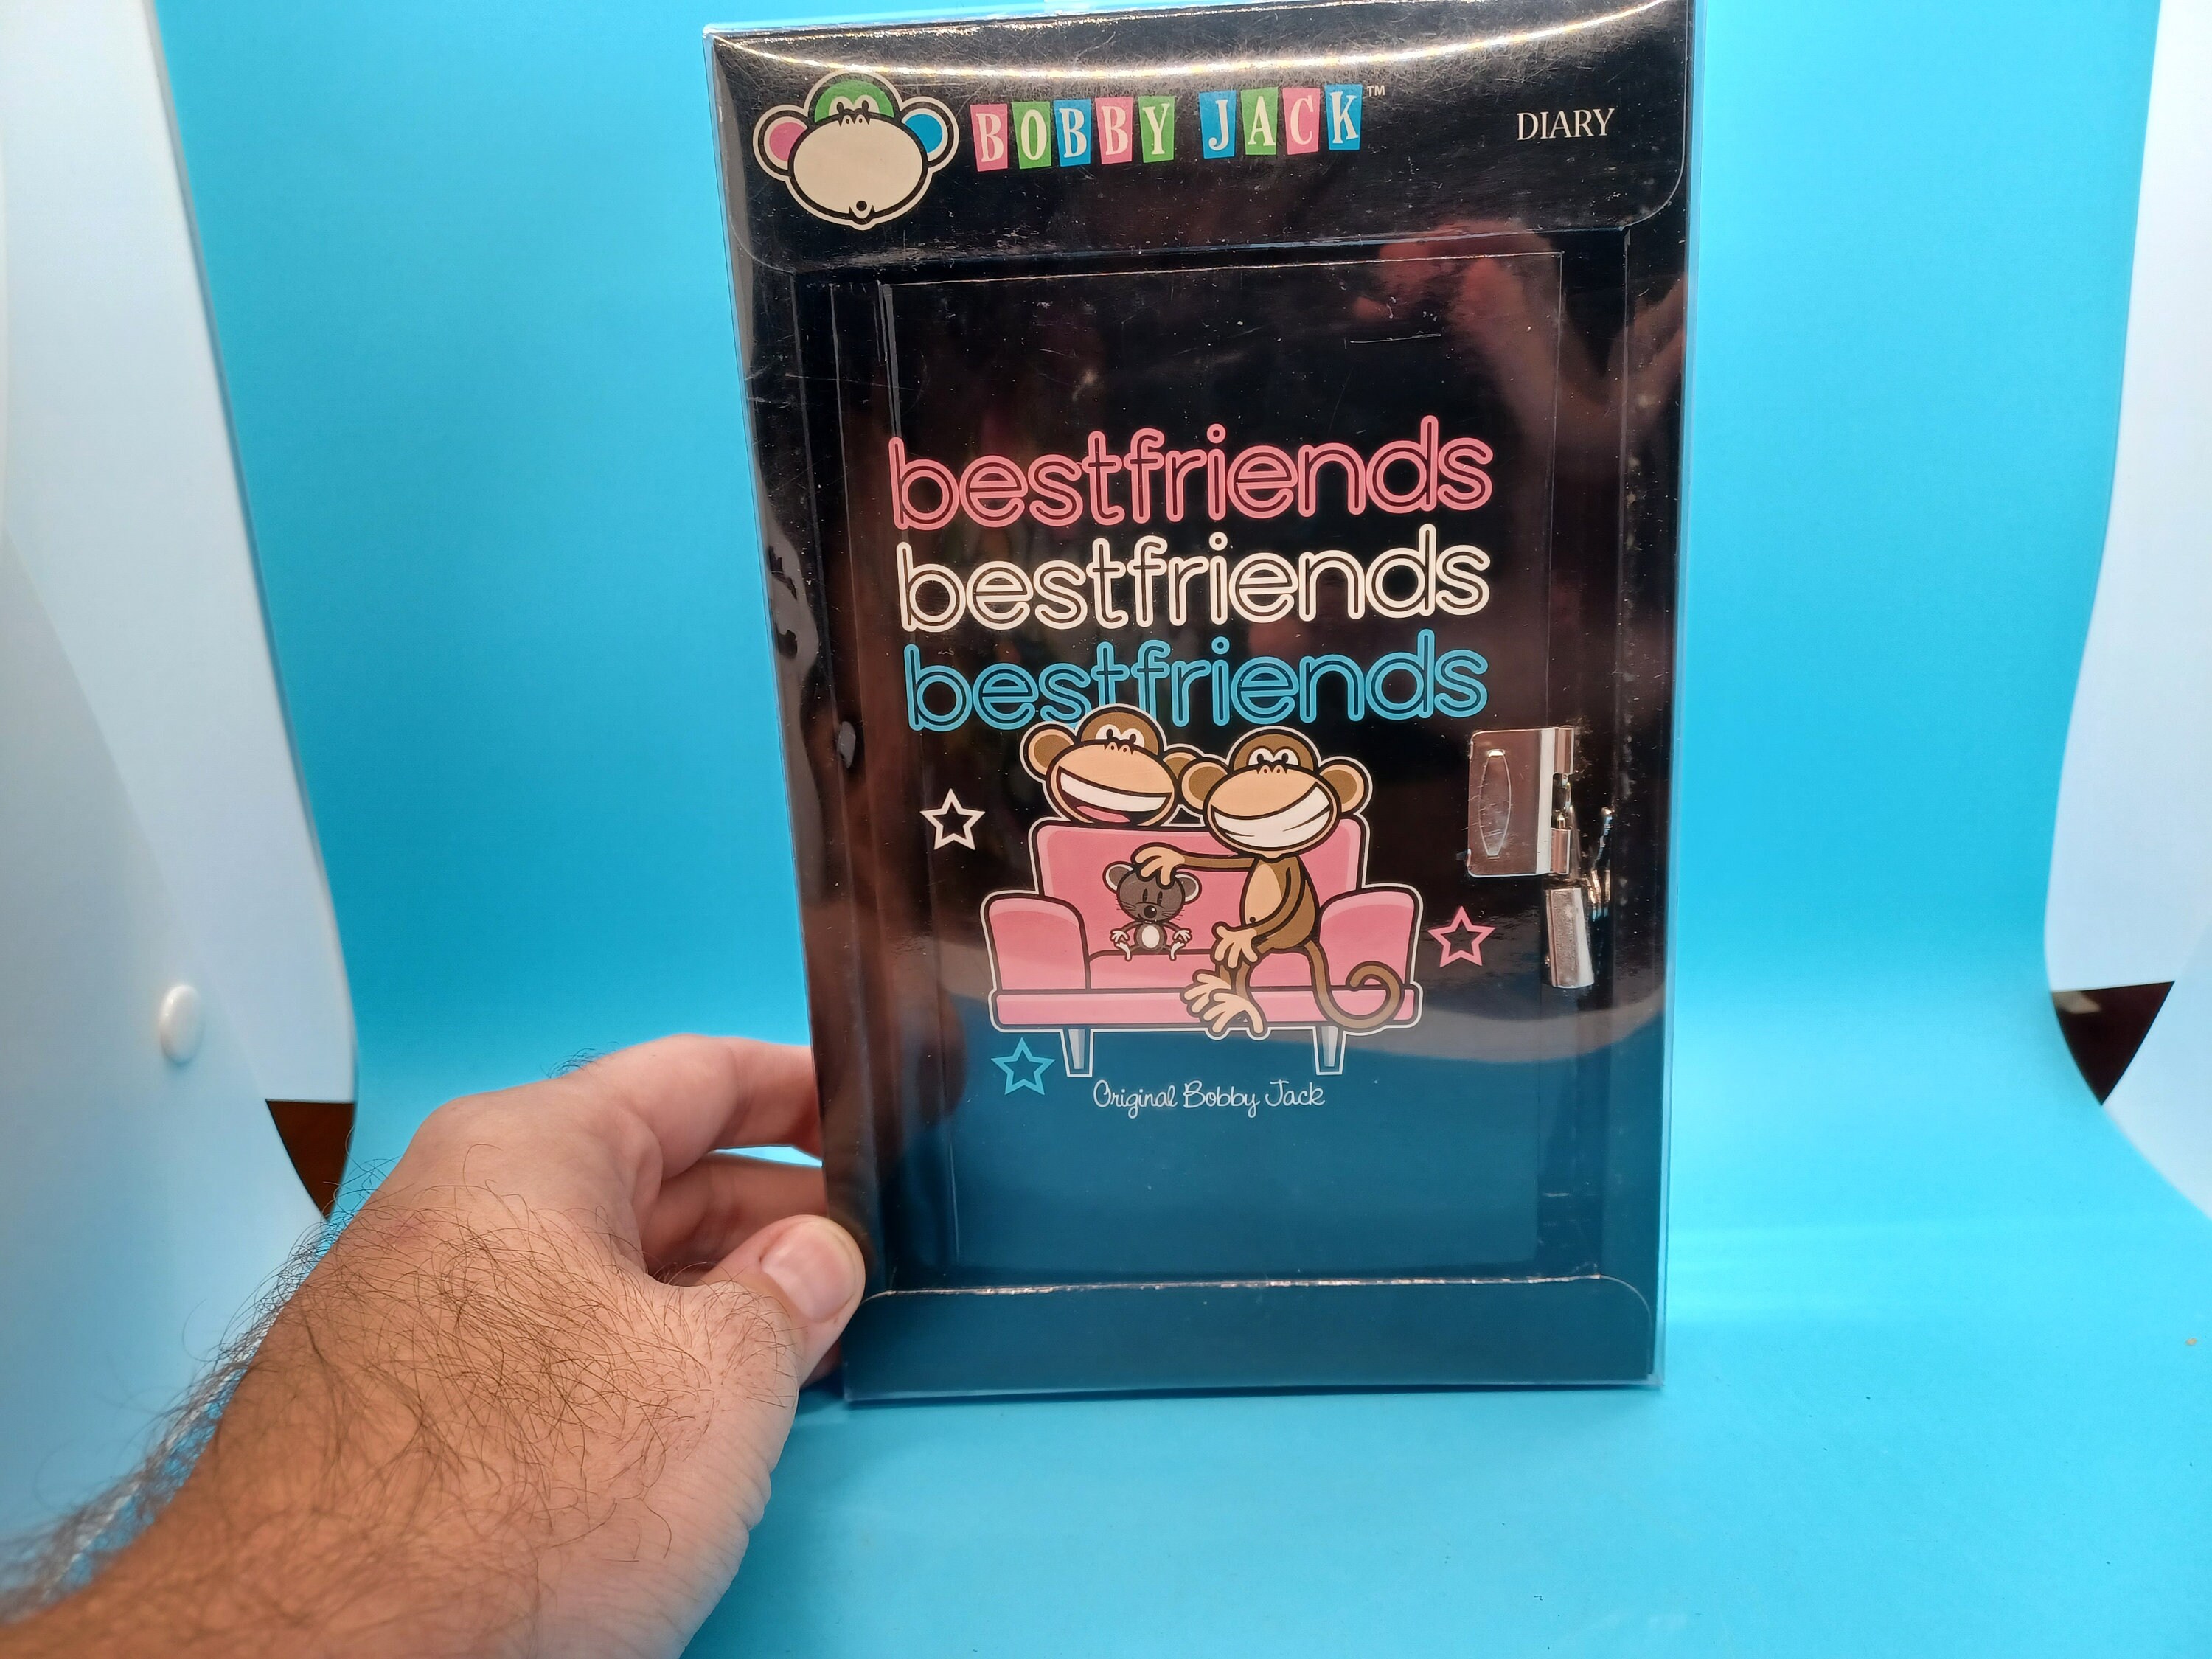 BOBBY JACK™
DIARY
bestfriends
bestfriends
bestfriends
Original Bobby Jack